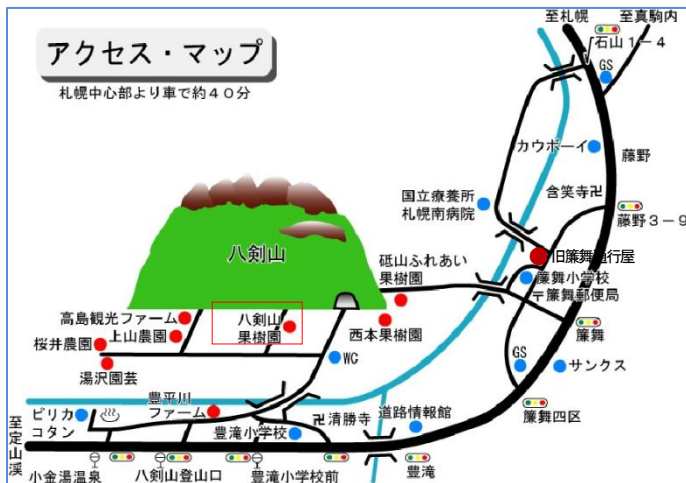 アクセス・マップ
札幌中心部より車で約40分
至札幌
至真駒内
石山1-4
GS
カウボーイ
藤野
含笑寺卍
国立療養所
札幌南病院
藤野3-9
旧簾舞通行屋
簾舞小学校
〒簾舞郵便局
八剣山
砥山ふれあい
果樹園
高島観光ファーム
上山農園
桜井農園
八剣山
果樹園
西本果樹園
簾舞
湯沢園芸
WC
GS
サンクス
豊平川
ファーム
ピリカ
コタン
卍清勝寺
道路情報館
簾舞四区
豊滝小学校
至定山渓
小金湯温泉
八剣山登山口
豊滝小学校前
豊滝